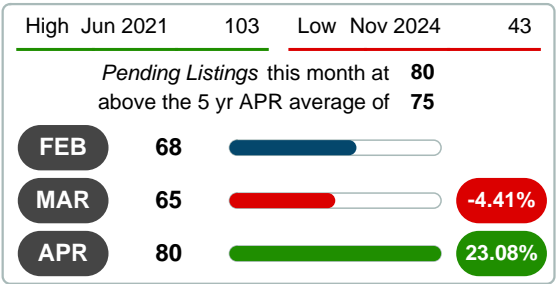 High Jun 2021 103 Low Nov 2024 43
Pending Listings this month at 80
above the 5 yr APR average of 75
FEB 68
MAR 65 -4.41%
APR 80 23.08%